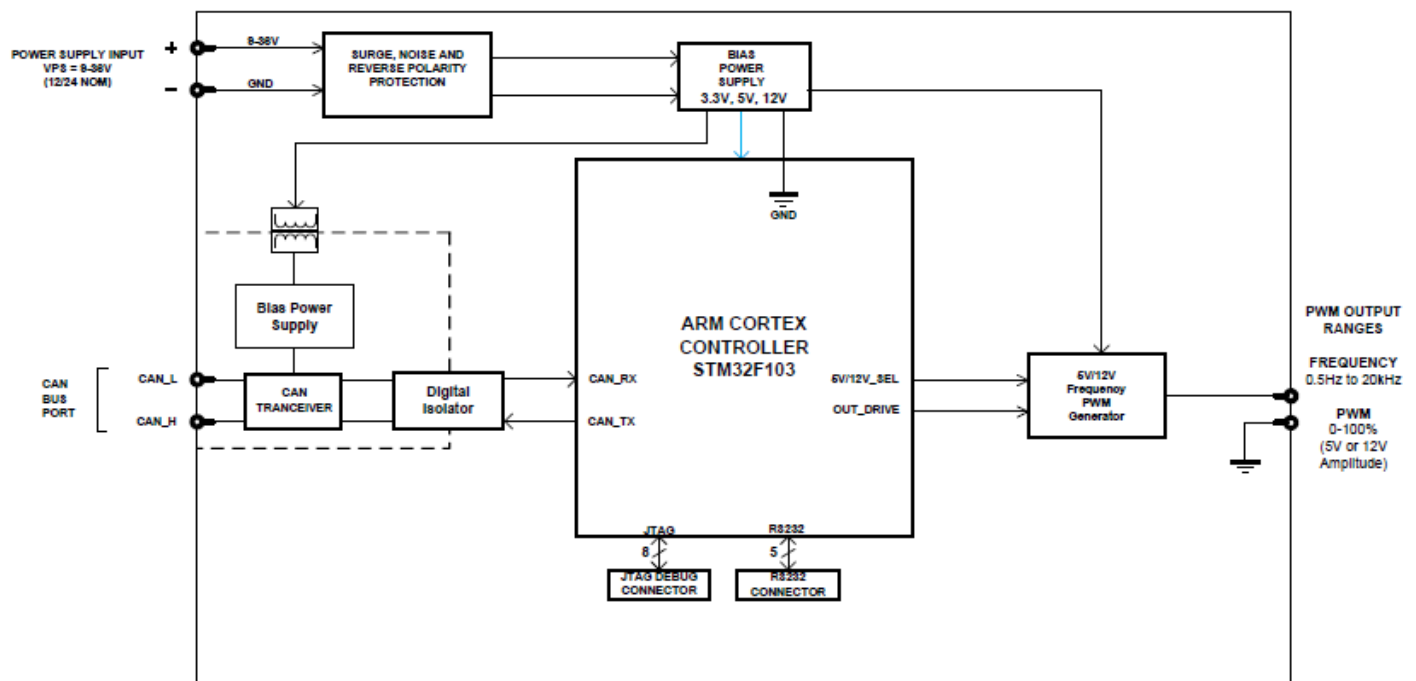 POWER SUPPLY INPUT
VPS = 9-36V
(12/24 NOM)
+
−
9-36V
GND
SURGE, NOISE AND
REVERSE POLARITY
PROTECTION
BIAS
POWER
SUPPLY
3.3V, 5V, 12V
GND
Bias Power
Supply
CAN
BUS
PORT
CAN_L
CAN_H
CAN
TRANCEIVER
Digital
Isolator
CAN_RX
CAN_TX
ARM CORTEX
CONTROLLER
STM32F103
5V/12V_SEL
OUT_DRIVE
5V/12V
Frequency
PWM
Generator
PWM OUTPUT
RANGES
FREQUENCY
0.5Hz to 20kHz
PWM
0-100%
(5V or 12V
Amplitude)
JTAG
RS232
8
5
JTAG DEBUG
CONNECTOR
RS232
CONNECTOR